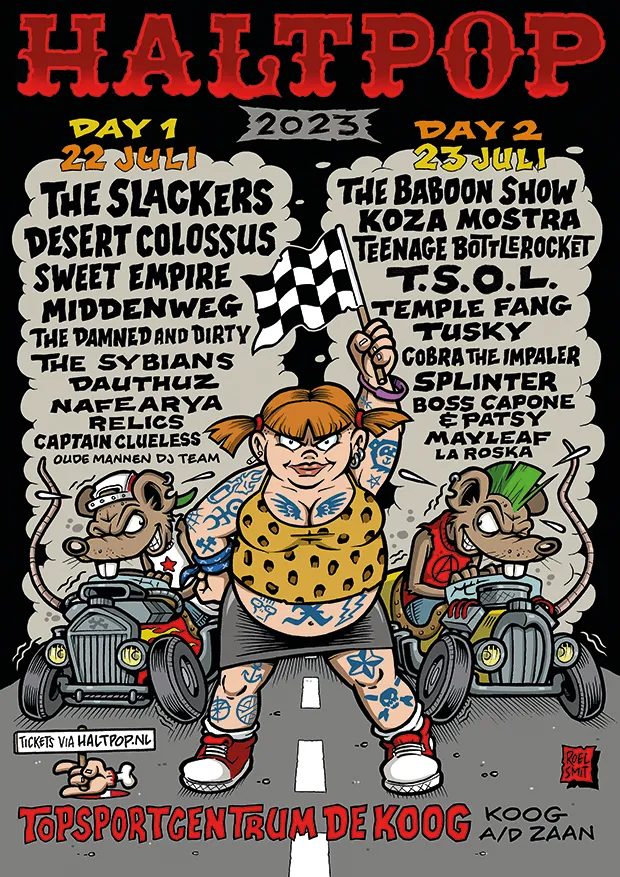 HALTPOP
2023
DAY 1
22 JULI
THE SLACKERS
DESERT COLOSSUS
SWEET EMPIRE
MIDDENWEG
THE DAMNED AND DIRTY
THE SYBIANS
DAUTHUZ
NAFEARYA
RELICS
CAPTAIN CLUELESS
OUDE MANNEN DJ TEAM
DAY 2
23 JULI
THE BABOON SHOW
KOZA MOSTRA
TEENAGE BOTTLEROCKET
T.S.O.L.
TEMPLE FANG
TUSKY
COBRA THE IMPALER
SPLINTER
BOSS CAPONE
& PATSY
MAYLEAF
LA ROSKA
TICKETS VIA HALTPOP.NL
ROEL
SMIT
TOPSPORTCENTRUM DE KOOG
KOOG
A/D ZAAN